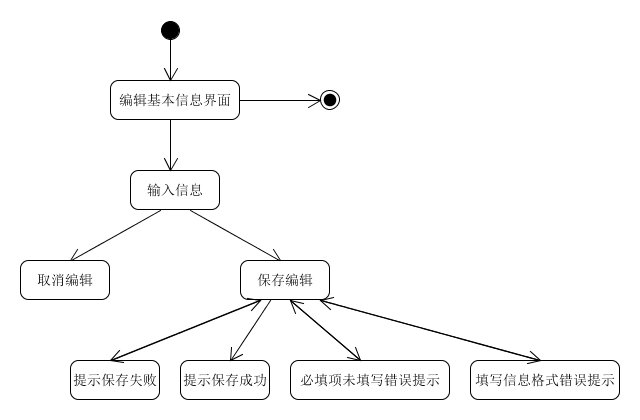 编辑基本信息界面
输入信息
取消编辑
保存编辑
提示保存失败
提示保存成功
必填项未填写错误提示
填写信息格式错误提示